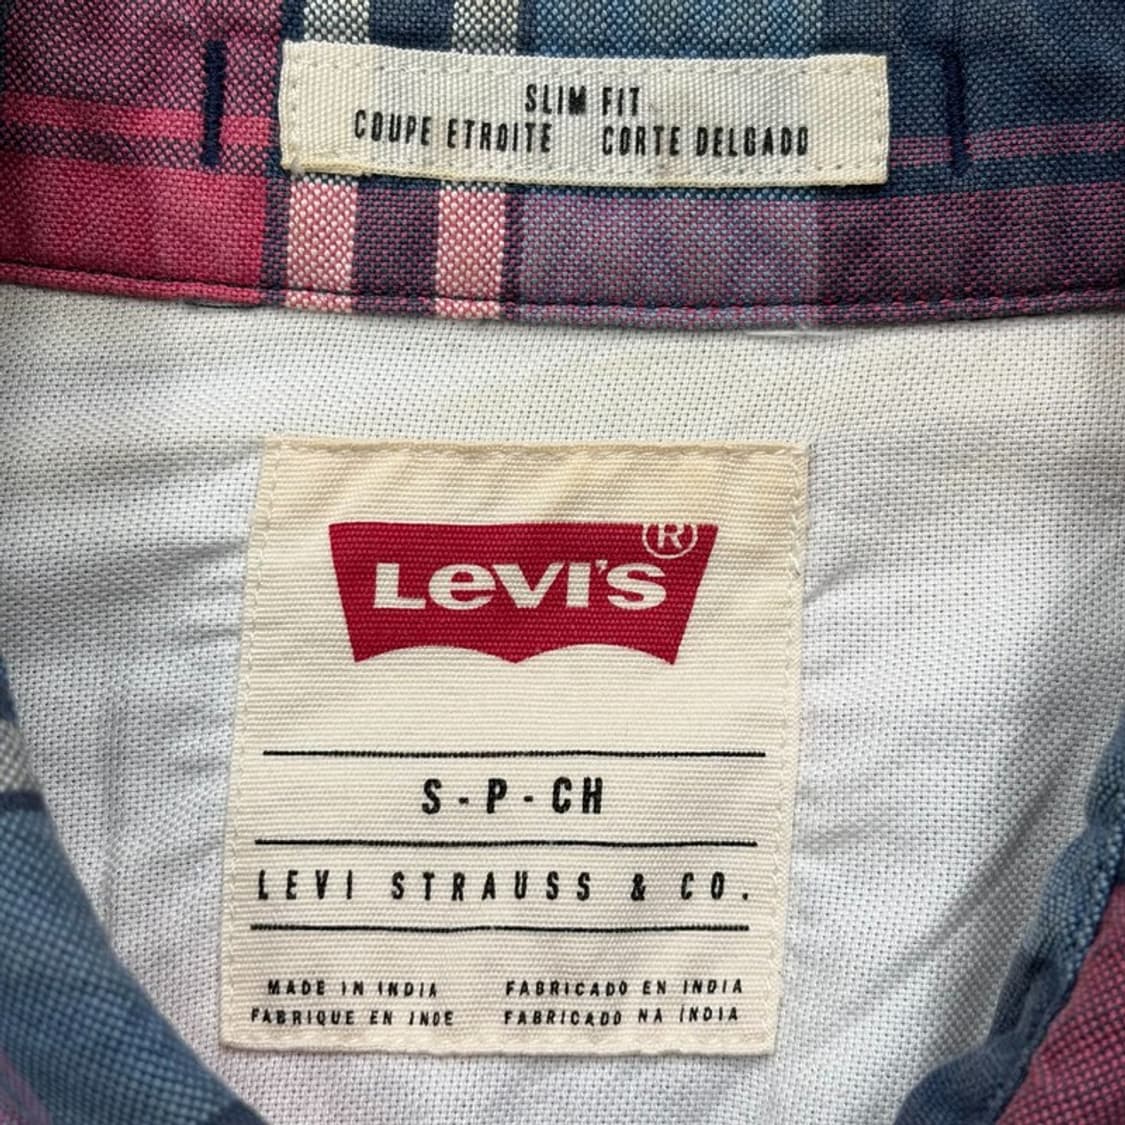 SLIM FIT
COUPE ETROITE CORTE DELGADO
LEVI'S®
S - P - CH
LEVI STRAUSS & CO.
MADE IN INDIA FABRICADO EN INDIA
FABRIQUE EN INDE FABRICADO NA ÍNDIA